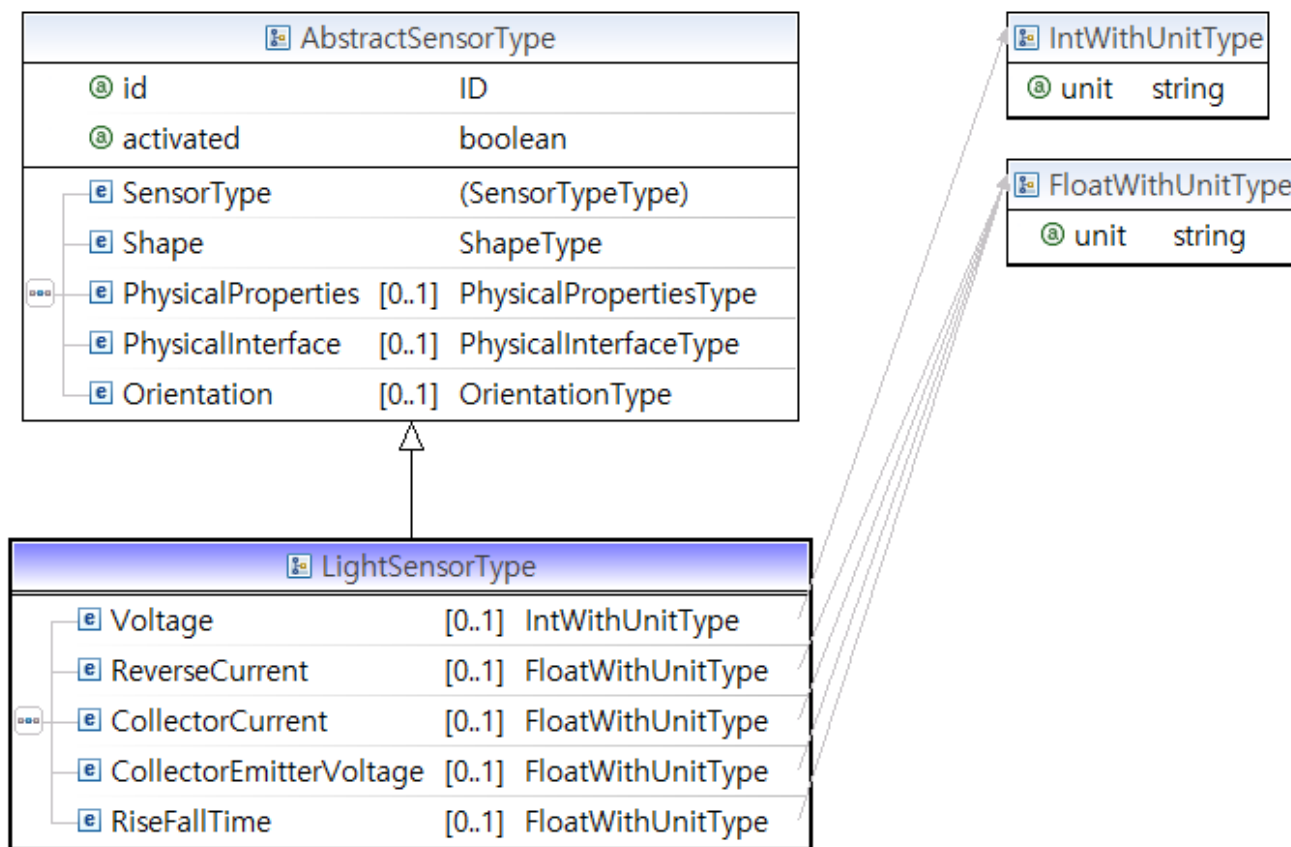 AbstractSensorType
id ID
activated boolean
SensorType (SensorTypeType)
Shape ShapeType
PhysicalProperties [0..1] PhysicalPropertiesType
PhysicalInterface [0..1] PhysicalInterfaceType
Orientation [0..1] OrientationType
IntWithUnitType
unit string
FloatWithUnitType
unit string
LightSensorType
Voltage [0..1] IntWithUnitType
ReverseCurrent [0..1] FloatWithUnitType
CollectorCurrent [0..1] FloatWithUnitType
CollectorEmitterVoltage [0..1] FloatWithUnitType
RiseFallTime [0..1] FloatWithUnitType